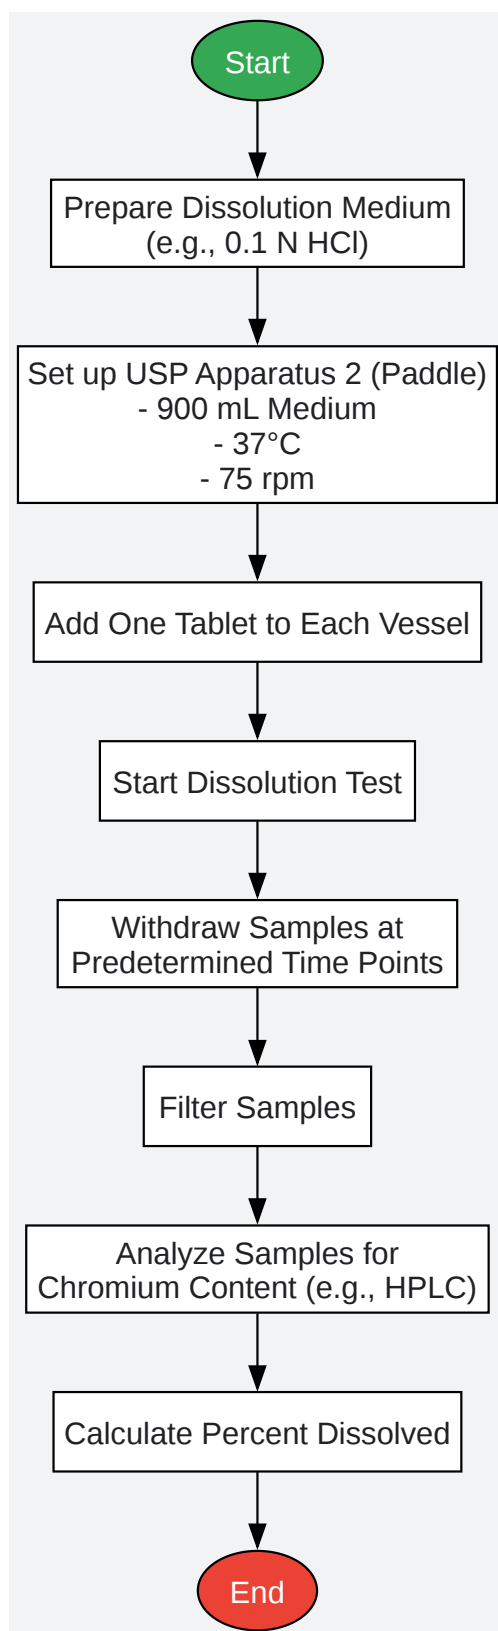 Start
Prepare Dissolution Medium
(e.g., 0.1 N HCl)
Set up USP Apparatus 2 (Paddle)
- 900 mL Medium
- 37°C
- 75 rpm
Add One Tablet to Each Vessel
Start Dissolution Test
Withdraw Samples at
Predetermined Time Points
Filter Samples
Analyze Samples for
Chromium Content (e.g., HPLC)
Calculate Percent Dissolved
End